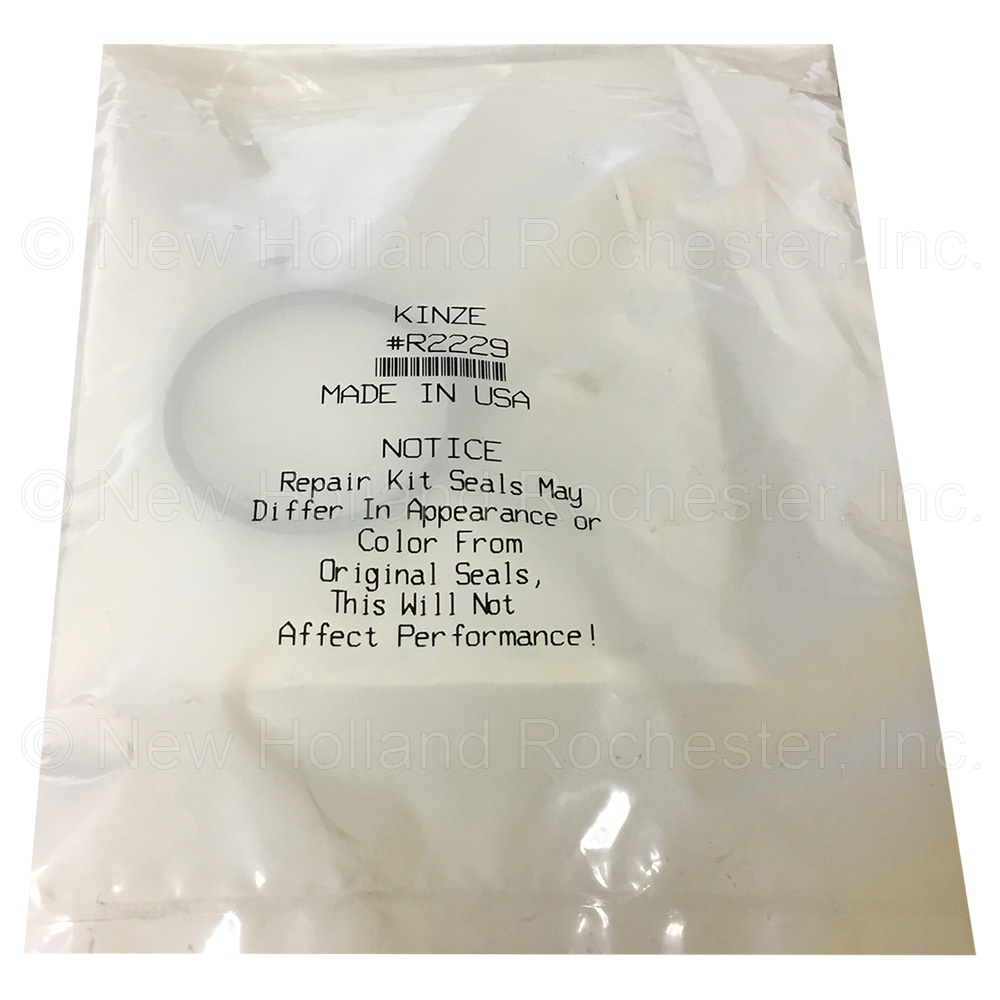 © New Holland Rochester, Inc.
KINZE
#R2229
MADE IN USA
NOTICE
Repair Kit Seals May
© New Holland Rochester, Inc.
Differ In Appearance or
Color From
Original Seals,
This Will Not
Affect Performance!
© New Holland Rochester, Inc.